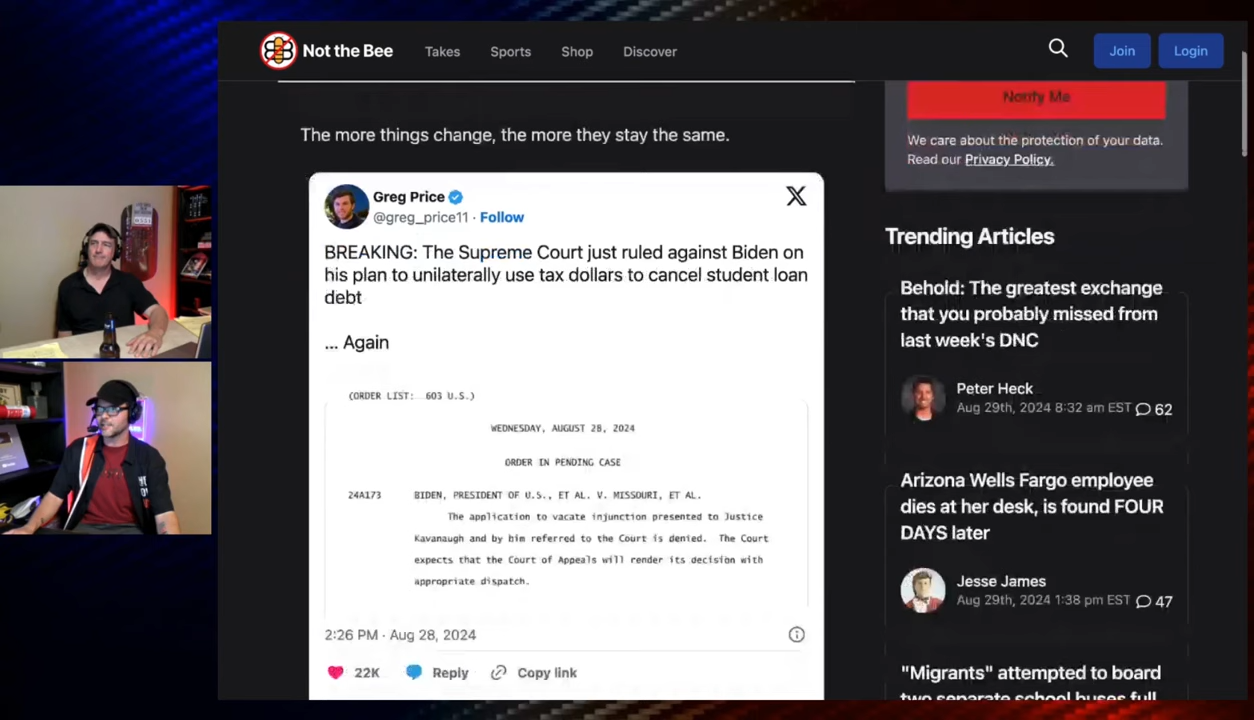 Not the Bee
Takes
Sports
Shop
Discover
Join
Login
The more things change, the more they stay the same.
Greg Price
@greg_price11 · Follow
BREAKING: The Supreme Court just ruled against Biden on
his plan to unilaterally use tax dollars to cancel student loan
debt
... Again
(ORDER LIST: 603 U.S.)
WEDNESDAY, AUGUST 28, 2024
ORDER IN PENDING CASE
24A173 BIDEN, PRESIDENT OF U.S., ET AL. V. MISSOURI, ET AL.
The application to vacate injunction presented to Justice
Kavanaugh and by him referred to the Court is denied. The Court
expects that the Court of Appeals will render its decision with
appropriate dispatch.
2:26 PM · Aug 28, 2024
22K
Reply
Copy link
Notify Me
We care about the protection of your data.
Read our Privacy Policy.
Trending Articles
Behold: The greatest exchange
that you probably missed from
last week's DNC
Peter Heck
Aug 29th, 2024 8:32 am EST 62
Arizona Wells Fargo employee
dies at her desk, is found FOUR
DAYS later
Jesse James
Aug 29th, 2024 1:38 pm EST 47
"Migrants" attempted to board
two separate school buses full